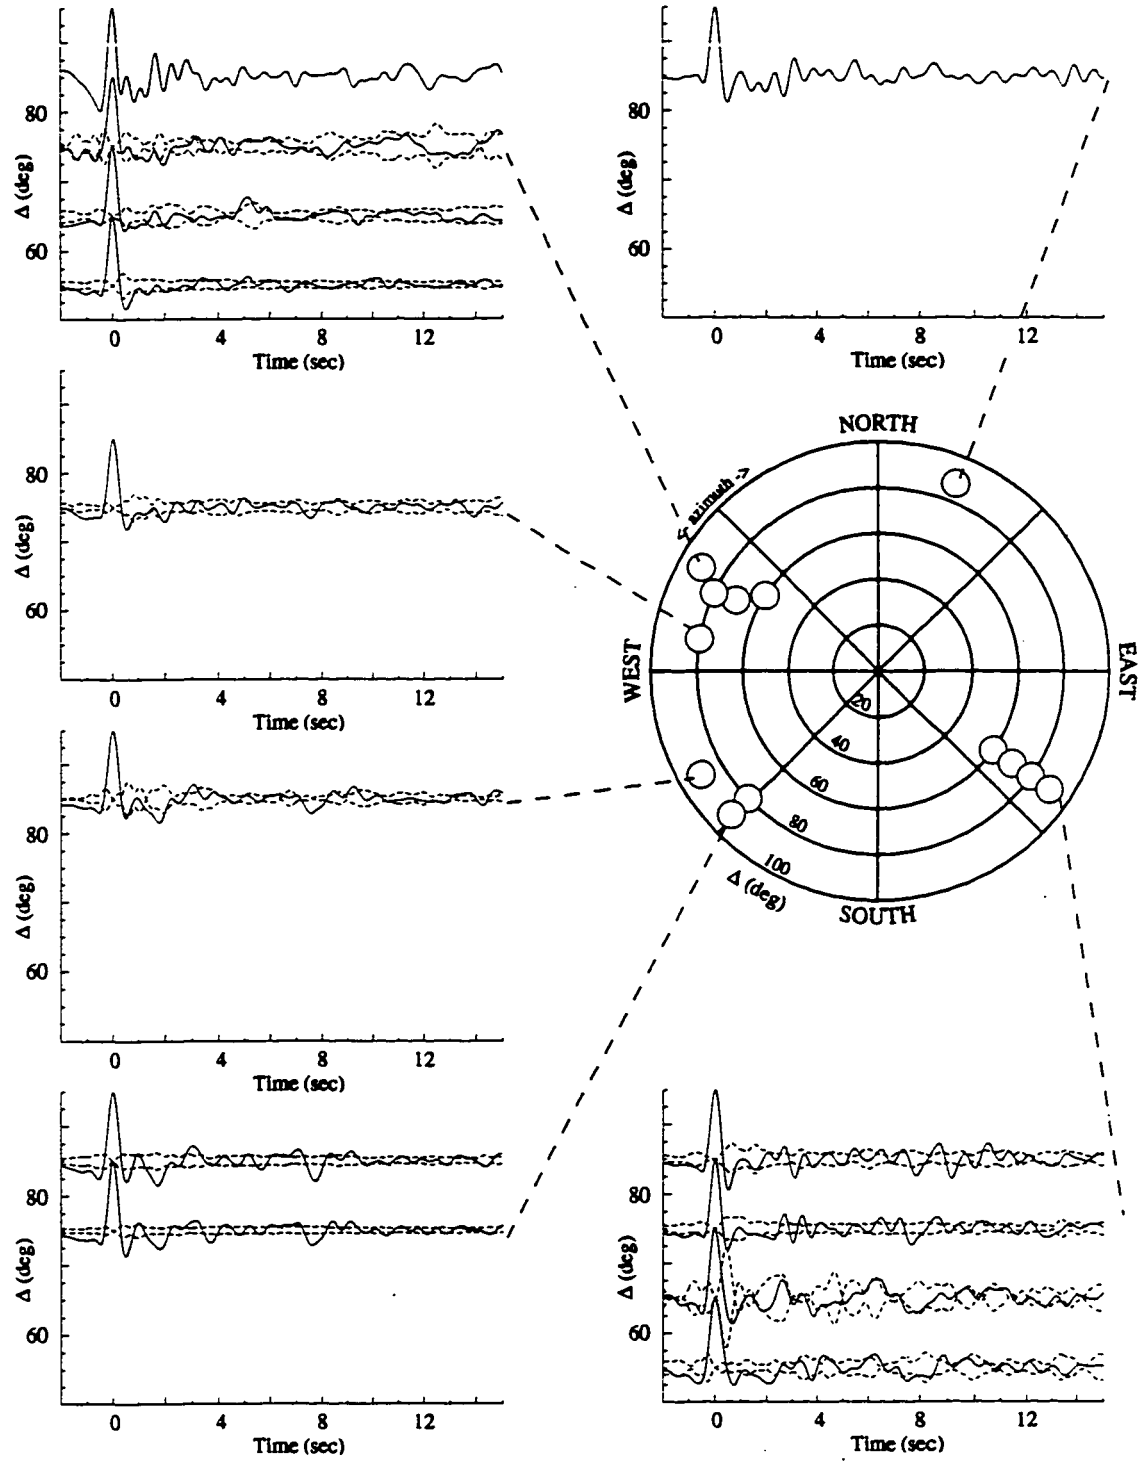 80
60
Δ (deg)
0 4 8 12
Time (sec)
80
60
Δ (deg)
0 4 8 12
Time (sec)
80
60
Δ (deg)
0 4 8 12
Time (sec)
NORTH
<- azimuth ->
WEST
EAST
20
40
60
80
100
Δ (deg)
SOUTH
80
60
Δ (deg)
0 4 8 12
Time (sec)
80
60
Δ (deg)
0 4 8 12
Time (sec)
80
60
Δ (deg)
0 4 8 12
Time (sec)